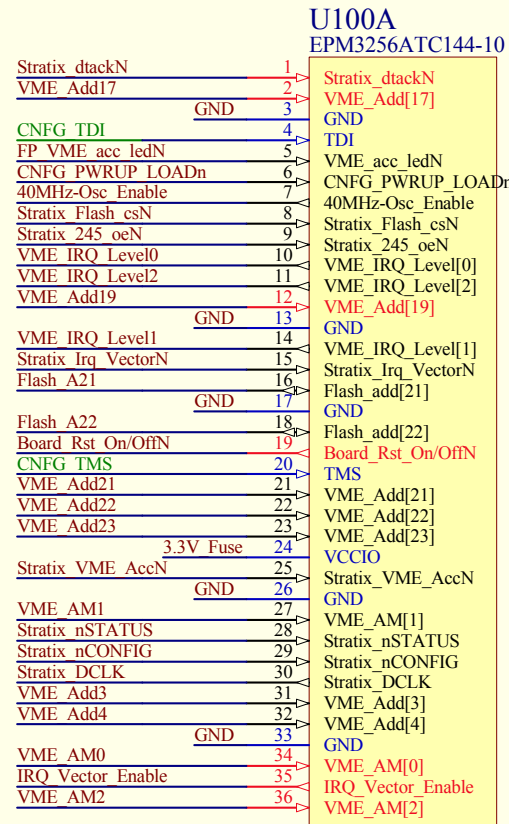 U100A
EPM3256ATC144-10
Stratix_dtackN 1 Stratix_dtackN
VME_Add17 2 VME_Add[17]
GND 3 GND
CNFG_TDI 4 TDI
FP_VME_acc_ledN 5 VME_acc_ledN
CNFG_PWRUP_LOADn 6 CNFG_PWRUP_LOADn
40MHz-Osc_Enable 7 40MHz-Osc_Enable
Stratix_Flash_csN 8 Stratix_Flash_csN
Stratix_245_oeN 9 Stratix_245_oeN
VME_IRQ_Level0 10 VME_IRQ_Level[0]
VME_IRQ_Level2 11 VME_IRQ_Level[2]
VME_Add19 12 VME_Add[19]
GND 13 GND
VME_IRQ_Level1 14 VME_IRQ_Level[1]
Stratix_Irq_VectorN 15 Stratix_Irq_VectorN
Flash_A21 16 Flash_add[21]
GND 17 GND
Flash_A22 18 Flash_add[22]
Board_Rst_On/OffN 19 Board_Rst_On/OffN
CNFG_TMS 20 TMS
VME_Add21 21 VME_Add[21]
VME_Add22 22 VME_Add[22]
VME_Add23 23 VME_Add[23]
3.3V_Fuse 24 VCCIO
Stratix_VME_AccN 25 Stratix_VME_AccN
GND 26 GND
VME_AM1 27 VME_AM[1]
Stratix_nSTATUS 28 Stratix_nSTATUS
Stratix_nCONFIG 29 Stratix_nCONFIG
Stratix_DCLK 30 Stratix_DCLK
VME_Add3 31 VME_Add[3]
VME_Add4 32 VME_Add[4]
GND 33 GND
VME_AM0 34 VME_AM[0]
IRQ_Vector_Enable 35 IRQ_Vector_Enable
VME_AM2 36 VME_AM[2]